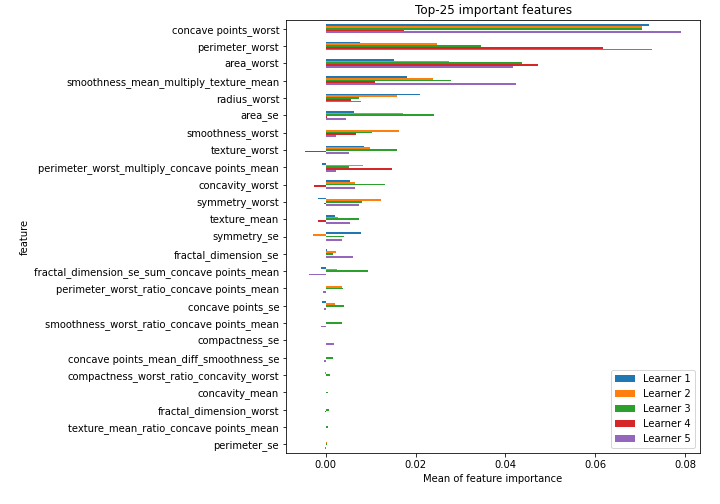 Top-25 important features
concave points_worst
perimeter_worst
area_worst
smoothness_mean_multiply_texture_mean
radius_worst
area_se
smoothness_worst
texture_worst
perimeter_worst_multiply_concave points_mean
concavity_worst
symmetry_worst
texture_mean
symmetry_se
fractal_dimension_se
fractal_dimension_se_sum_concave points_mean
perimeter_worst_ratio_concave points_mean
concave points_se
smoothness_worst_ratio_concave points_mean
compactness_se
concave points_mean_diff_smoothness_se
compactness_worst_ratio_concavity_worst
concavity_mean
fractal_dimension_worst
texture_mean_ratio_concave points_mean
perimeter_se
feature
Learner 1
Learner 2
Learner 3
Learner 4
Learner 5
0.00 0.02 0.04 0.06 0.08
Mean of feature importance